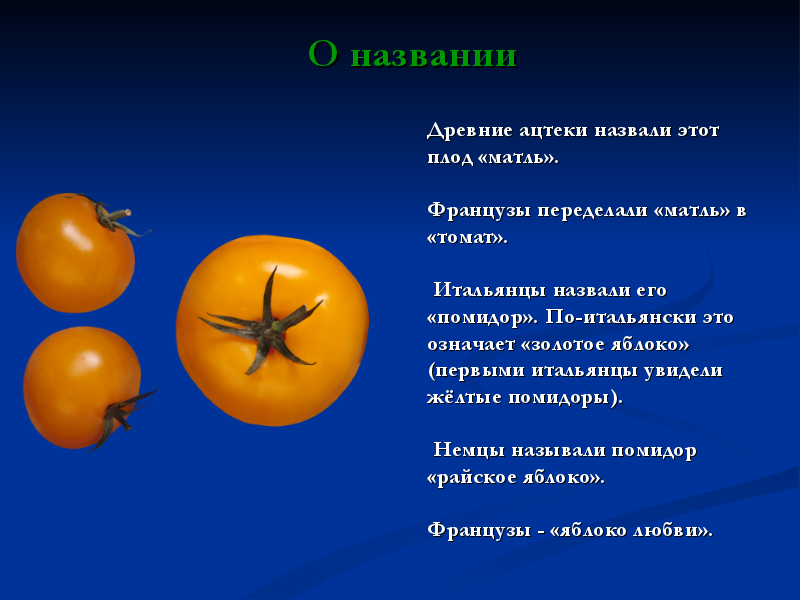 О названии
Древние ацтеки назвали этот
плод «матль».
Французы переделали «матль» в
«томат».
Итальянцы назвали его
«помидор». По-итальянски это
означает «золотое яблоко»
(первыми итальянцы увидели
жёлтые помидоры).
Немцы называли помидор
«райское яблоко».
Французы - «яблоко любви».